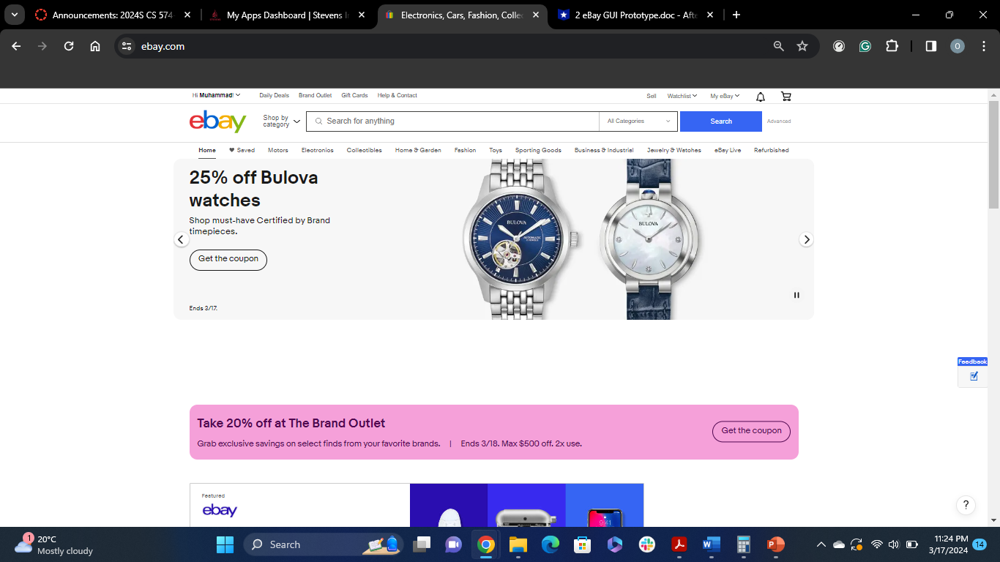 Announcements: 2024S CS 574
My Apps Dashboard | Stevens I
Electronics, Cars, Fashion, Colle
2 eBay GUI Prototype.doc - Afte
ebay.com
O
Hi Muhammad!
Daily Deals
Brand Outlet
Gift Cards
Help & Contact
Sell
Watchlist
My eBay
ebay
Shop by
category
Search for anything
All Categories
Search
Advanced
Home
Saved
Motors
Electronics
Collectibles
Home & Garden
Fashion
Toys
Sporting Goods
Business & Industrial
Jewelry & Watches
eBay Live
Refurbished
25% off Bulova
watches
Shop must-have Certified by Brand
timepieces.
Get the coupon
Ends 3/17.
BULOVA
AUTOMATIC
BULOVA
Feedback
Take 20% off at The Brand Outlet
Grab exclusive savings on select finds from your favorite brands. | Ends 3/18. Max $500 off. 2x use.
Get the coupon
Featured
ebay
9:41
?
1
20°C
Mostly cloudy
Search
11:24 PM
3/17/2024
14